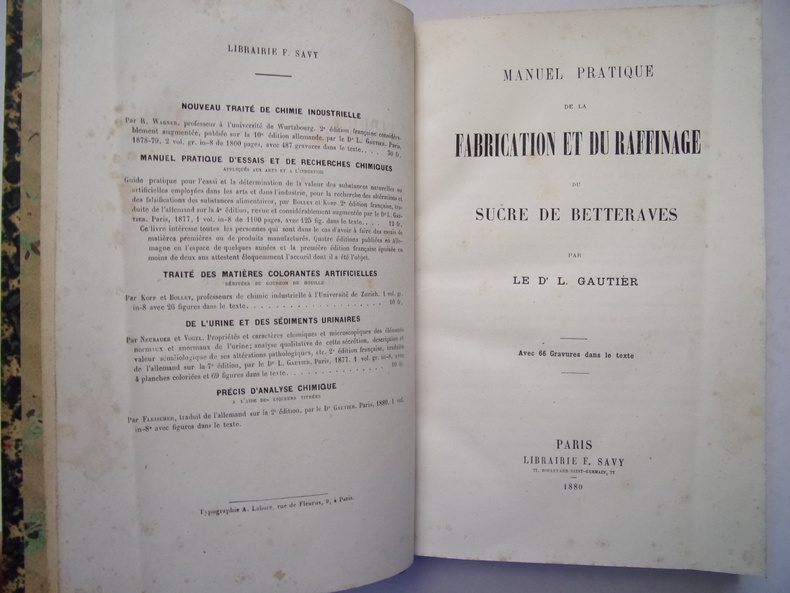 LIBRAIRIE F. SAVY
NOUVEAU TRAITÉ DE CHIMIE INDUSTRIELLE
Par R. WAGNER, professeur à l'université de Wurtzbourg. 2e édition française considéra-
blement augmentée, publiée sur la 10e édition allemande, par le Dr L. GAUTIER. Paris,
1878-79, 2 vol. gr. in-8 de 1800 pages, avec 487 gravures dans le texte. . . . 30 fr.
MANUEL PRATIQUE D'ESSAIS ET DE RECHERCHES CHIMIQUES
APPLIQUÉS AUX ARTS ET A L'INDUSTRIE
Guide pratique pour l'essai et la détermination de la valeur des substances naturelles ou
artificielles employées dans les arts et dans l'industrie, pour la recherche des altérations et
des falsifications des substances alimentaires, par BOLLEY et KOPP. 2e édition française, tra-
duite de l'allemand sur la 4e édition, revue et considérablement augmentée par le Dr L. GAU-
TIER. Paris, 1877, 1 vol. in-8 de 1100 pages, avec 125 fig. dans le texte. . . . fr.
Ce livre intéresse toutes les personnes qui sont dans le cas d'avoir à faire des essais de
matières premières ou de produits manufacturés. Quatre éditions publiées en Alle-
magne en l'espace de quelques années et la première édition française épuisée en
moins de deux ans attestent éloquemment l'accueil dont il a été l'objet.
TRAITÉ DES MATIÈRES COLORANTES ARTIFICIELLES
DÉRIVÉES DU GOUDRON DE HOUILLE
Par KOPP et BOLLEY, professeurs de chimie industrielle à l'Université de Zurich. 1 vol. gr.
in-8 avec 26 figures dans le texte. . . . . . . . . . . . 10 fr.
DE L'URINE ET DES SÉDIMENTS URINAIRES
Par NEUBAUER et VOGEL. Propriétés et caractères chimiques et microscopiques des éléments
normaux et anormaux de l'urine; analyse qualitative de cette sécrétion, description et
valeur séméiologique de ses altérations pathologiques, etc. 2e édition française, traduite
de l'allemand sur la 7e édition, par le Dr L. GAUTIER. Paris, 1877. 1 vol. gr. in-8, avec
4 planches coloriées et 69 figures dans le texte. . . . . . . 10 fr.
PRÉCIS D'ANALYSE CHIMIQUE
A L'AIDE DES LIQUEURS TITRÉES
Par FLEISCHER, traduit de l'allemand sur la 2e édition, par le Dr GAUTIER. Paris, 1880. 1 vol.
in-8° avec figures dans le texte.
Typographie A. Lahure, rue de Fleurus, 9, à Paris.
MANUEL PRATIQUE
DE LA
FABRICATION ET DU RAFFINAGE
DU
SUCRE DE BETTERAVES
PAR
LE Dr L. GAUTIER
Avec 66 Gravures dans le texte
PARIS
LIBRAIRIE F. SAVY
77, BOULEVARD SAINT-GERMAIN, 77
1880